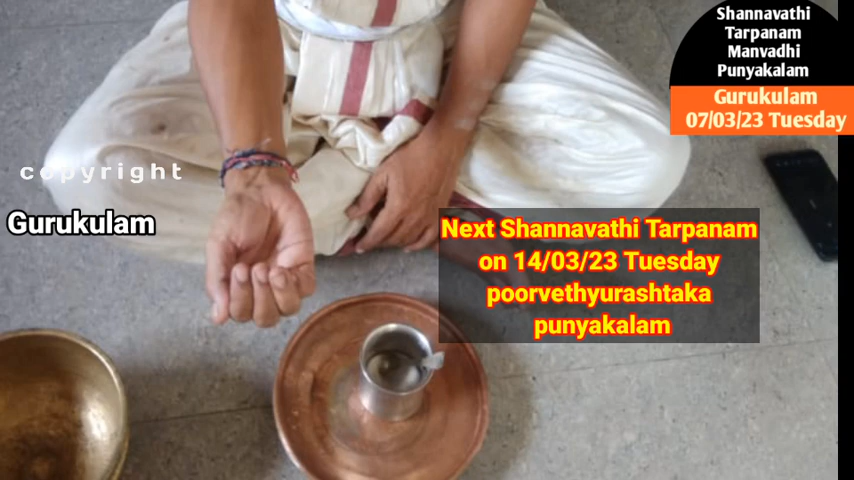 Shannavathi
Tarpanam
Manvadhi
Punyakalam
Gurukulam
07/03/23 Tuesday
copyright
Gurukulam
Next Shannavathi Tarpanam
on 14/03/23 Tuesday
poorvethyurashtaka
punyakalam